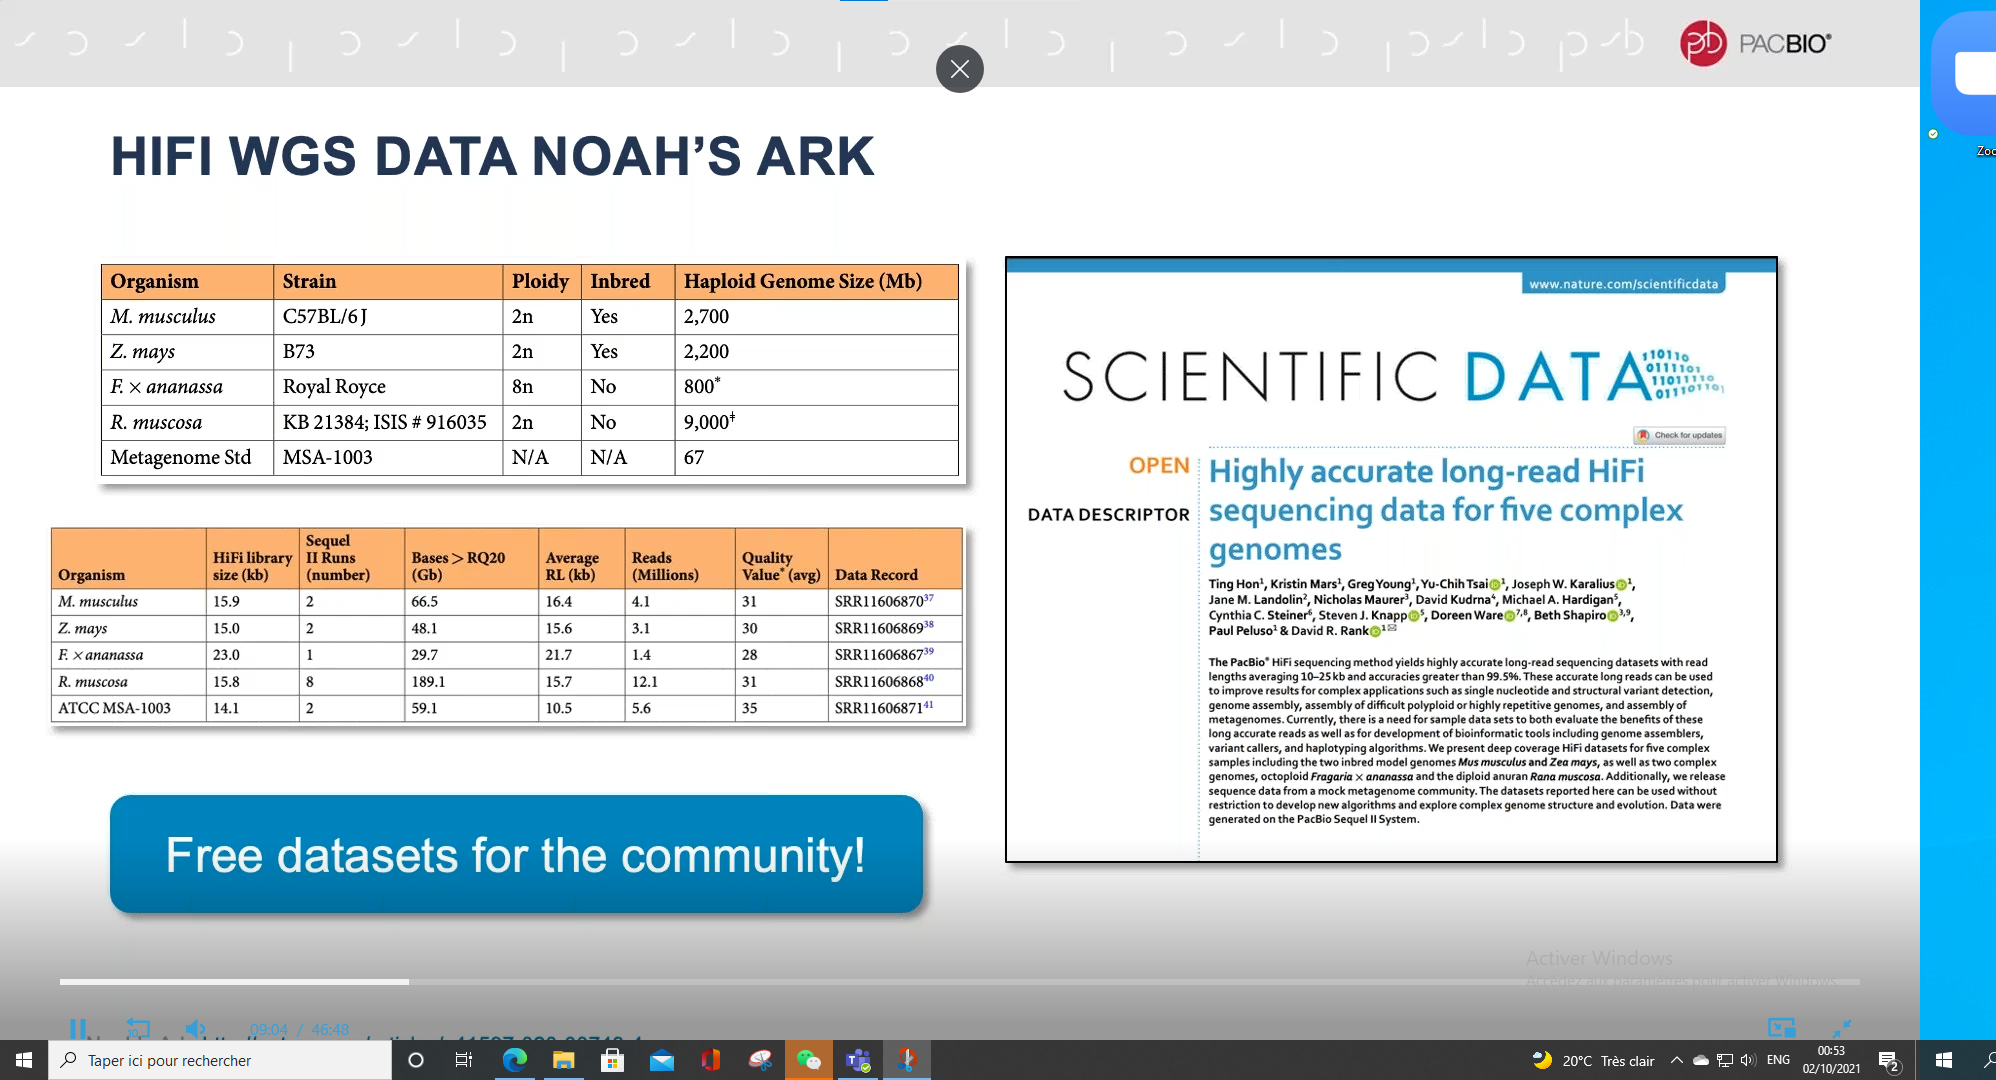 PACBIO®
HIFI WGS DATA NOAH'S ARK
Organism Strain Ploidy Inbred Haploid Genome Size (Mb)
M. musculus C57BL/6J 2n Yes 2,700
Z. mays B73 2n Yes 2,200
F. × ananassa Royal Royce 8n No 800*
R. muscosa KB 21384; ISIS # 916035 2n No 9,000‡
Metagenome Std MSA-1003 N/A N/A 67
Organism HiFi library size (kb) Sequel II Runs (number) Bases > RQ20 (Gb) Average RL (kb) Reads (Millions) Quality Value* (avg) Data Record
M. musculus 15.9 2 66.5 16.4 4.1 31 SRR1160687037
Z. mays 15.0 2 48.1 15.6 3.1 30 SRR1160686938
F. × ananassa 23.0 1 29.7 21.7 1.4 28 SRR1160686739
R. muscosa 15.8 8 189.1 15.7 12.1 31 SRR1160686840
ATCC MSA-1003 14.1 2 59.1 10.5 5.6 35 SRR1160687141
Free datasets for the community!
www.nature.com/scientificdata
SCIENTIFIC DATA
Check for updates
OPEN
DATA DESCRIPTOR
Highly accurate long-read HiFi
sequencing data for five complex
genomes
Ting Hon1, Kristin Mars1, Greg Young1, Yu-Chih Tsai1, Joseph W. Karalius1,
Jane M. Landolin2, Nicholas Maurer3, David Kudrna4, Michael A. Hardigan5,
Cynthia C. Steiner6, Steven J. Knapp5, Doreen Ware7,8, Beth Shapiro3,9,
Paul Peluso1 & David R. Rank1✉
The PacBio® HiFi sequencing method yields highly accurate long-read sequencing datasets with read
lengths averaging 10–25 kb and accuracies greater than 99.5%. These accurate long reads can be used
to improve results for complex applications such as single nucleotide and structural variant detection,
genome assembly, assembly of difficult polyploid or highly repetitive genomes, and assembly of
metagenomes. Currently, there is a need for sample data sets to both evaluate the benefits of these
long accurate reads as well as for development of bioinformatic tools including genome assemblers,
variant callers, and haplotyping algorithms. We present deep coverage HiFi datasets for five complex
samples including the two inbred model genomes Mus musculus and Zea mays, as well as two complex
genomes, octoploid Fragaria × ananassa and the diploid anuran Rana muscosa. Additionally, we release
sequence data from a mock metagenome community. The datasets reported here can be used without
restriction to develop new algorithms and explore complex genome structure and evolution. Data were
generated on the PacBio Sequel II System.
Activer Windows
Accédez aux paramètres pour activer Windows.
10
09:04 / 46:48
Taper ici pour rechercher
20°C Très clair
ENG
00:53
02/10/2021
2